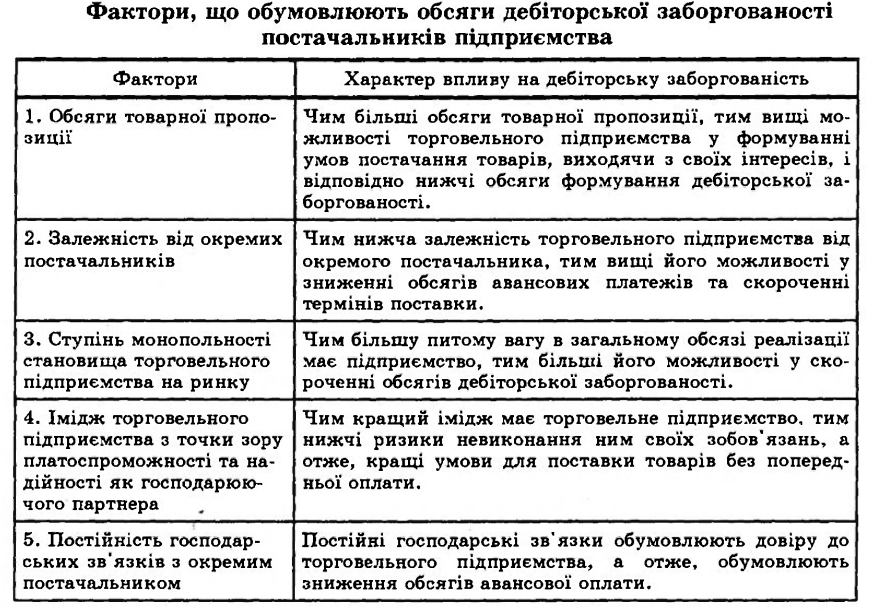 Фактори, що обумовлюють обсяги дебіторської заборгованості
постачальників підприємства
Фактори
Характер впливу на дебіторську заборгованість
1. Обсяги товарної пропо-
зиції
Чим більші обсяги товарної пропозиції, тим вищі мо-
жливості торговельного підприємства у формуванні
умов постачання товарів, виходячи з своїх інтересів, і
відповідно нижчі обсяги формування дебіторської за-
боргованості.
2. Залежність від окремих
постачальників
Чим нижча залежність торговельного підприємства від
окремого постачальника, тим вищі його можливості у
зниженні обсягів авансових платежів та скороченні
термінів поставки.
3. Ступінь монопольності
становища торговельного
підприємства на ринку
Чим більшу питому вагу в загальному обсязі реалізації
має підприємство, тим більші його можливості у ско-
роченні обсягів дебіторської заборгованості.
4. Імідж торговельного
підприємства з точки зору
платоспроможності та на-
дійності як господарюю-
чого партнера
Чим кращий імідж має торговельне підприємство, тим
нижчі ризики невиконання ним своїх зобов'язань, а
отже, кращі умови для поставки товарів без поперед-
ньої оплати.
5. Постійність господар-
ських зв'язків з окремим
постачальником
Постійні господарські зв'язки обумовлюють довіру до
торговельного підприємства, а отже, обумовлюють
зниження обсягів авансової оплати.